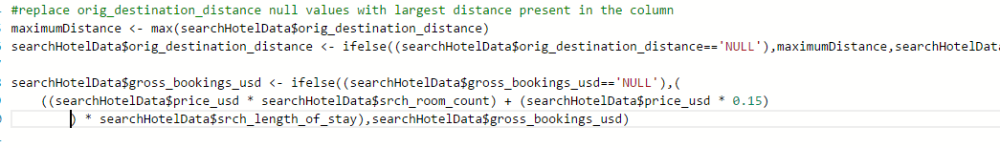 #replace orig_destination_distance null values with largest distance present in the column
maximumDistance <- max(searchHotelData$orig_destination_distance)
searchHotelData$orig_destination_distance <- ifelse((searchHotelData$orig_destination_distance=='NULL'),maximumDistance,searchHotelData
searchHotelData$gross_bookings_usd <- ifelse((searchHotelData$gross_bookings_usd=='NULL'),(
((searchHotelData$price_usd * searchHotelData$srch_room_count) + (searchHotelData$price_usd * 0.15)
) * searchHotelData$srch_length_of_stay),searchHotelData$gross_bookings_usd)